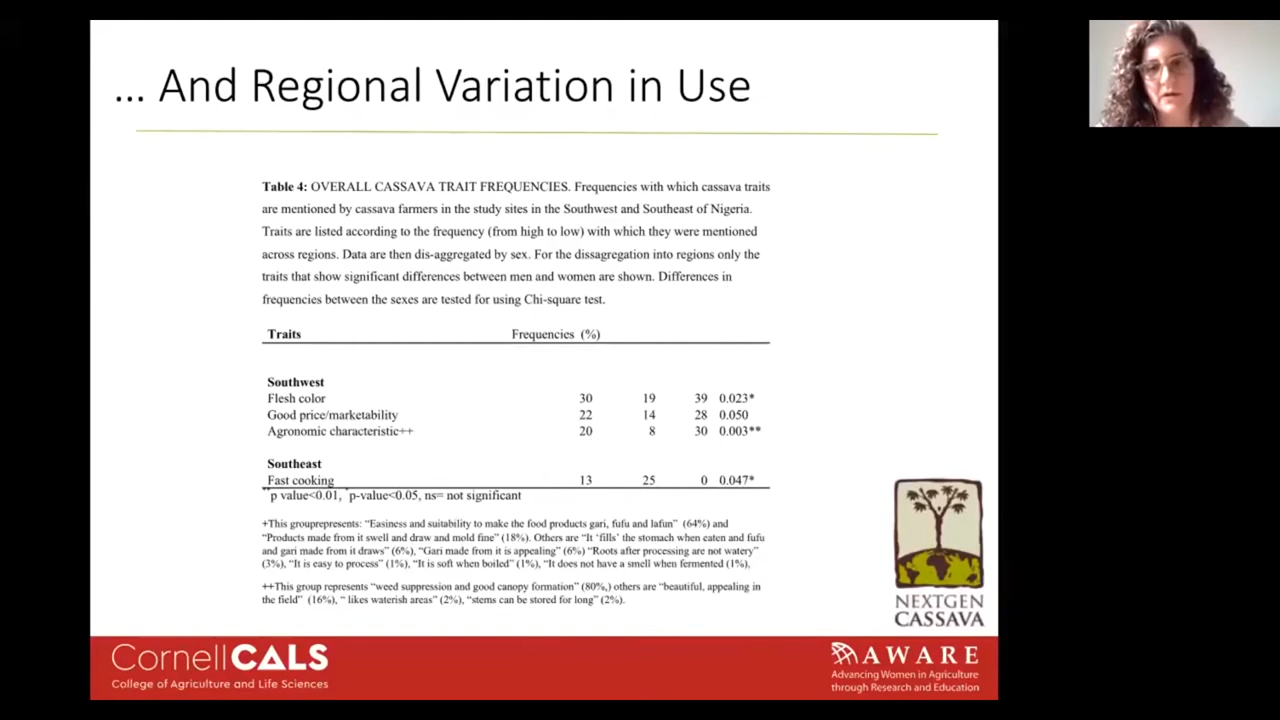 ... And Regional Variation in Use
Table 4: OVERALL CASSAVA TRAIT FREQUENCIES. Frequencies with which cassava traits
are mentioned by cassava farmers in the study sites in the Southwest and Southeast of Nigeria.
Traits are listed according to the frequency (from high to low) with which they were mentioned
across regions. Data are then dis-aggregated by sex. For the dissagregation into regions only the
traits that show significant differences between men and women are shown. Differences in
frequencies between the sexes are tested for using Chi-square test.
Traits Frequencies (%)
Southwest
Flesh color 30 19 39 0.023*
Good price/marketability 22 14 28 0.050
Agronomic characteristic++ 20 8 30 0.003**
Southeast
Fast cooking 13 25 0 0.047*
**p value<0.01, *p-value<0.05, ns= not significant
+This grouprepresents: “Easiness and suitability to make the food products gari, fufu and lafun” (64%) and
“Products made from it swell and draw and mold fine” (18%). Others are “It ‘fills’ the stomach when eaten and fufu
and gari made from it draws” (6%), “Gari made from it is appealing” (6%) “Roots after processing are not watery”
(3%), “It is easy to process” (1%), “It is soft when boiled” (1%), “It does not have a smell when fermented (1%),
++This group represents “weed suppression and good canopy formation” (80%,) others are “beautiful, appealing in
the field” (16%), “ likes waterish areas” (2%), “stems can be stored for long” (2%).
NEXTGEN
CASSAVA
CornellCALS
College of Agriculture and Life Sciences
AWARE
Advancing Women in Agriculture
through Research and Education